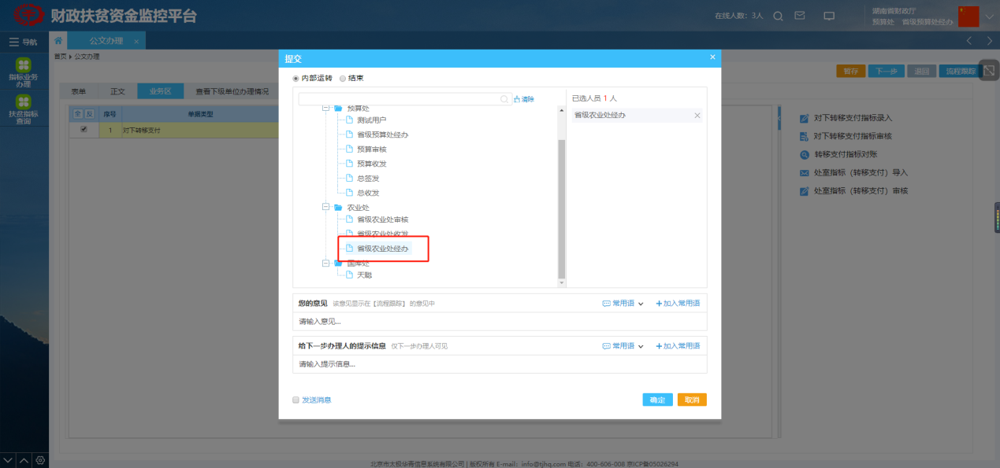 财政扶贫资金监控平台
在线人数：3人
湖南省财政厅
预算处 省级预算处经办
导航
公文办理 ×
首页 公文办理
指标业务
办理
扶贫指标
查询
暂存 下一步 退回 流程跟踪
表单 正文 业务区 查看下级单位办理情况
全 反 序号 单据类型
1 对下转移支付
对下转移支付指标录入
对下转移支付指标审核
转移支付指标对账
处室指标（转移支付）导入
处室指标（转移支付）审核
提交 ×
内部运转 结束
清除
预算处
测试用户
省级预算处经办
预算审核
预算收发
总签发
总收发
农业处
省级农业处审核
省级农业处收发
省级农业处经办
国库处
天聪
已选人员 1 人
省级农业处经办 ×
您的意见 该意见显示在【流程跟踪】的意见中 常用语 +加入常用语
请输入意见...
给下一步办理人的提示信息 仅下一步办理人可见 常用语 +加入常用语
请输入提示信息...
发送消息
确定 取消
北京市太极华青信息系统有限公司 | 版权所有 E-mail：info@tjhq.com 电话：400-606-008 京ICP备05026294